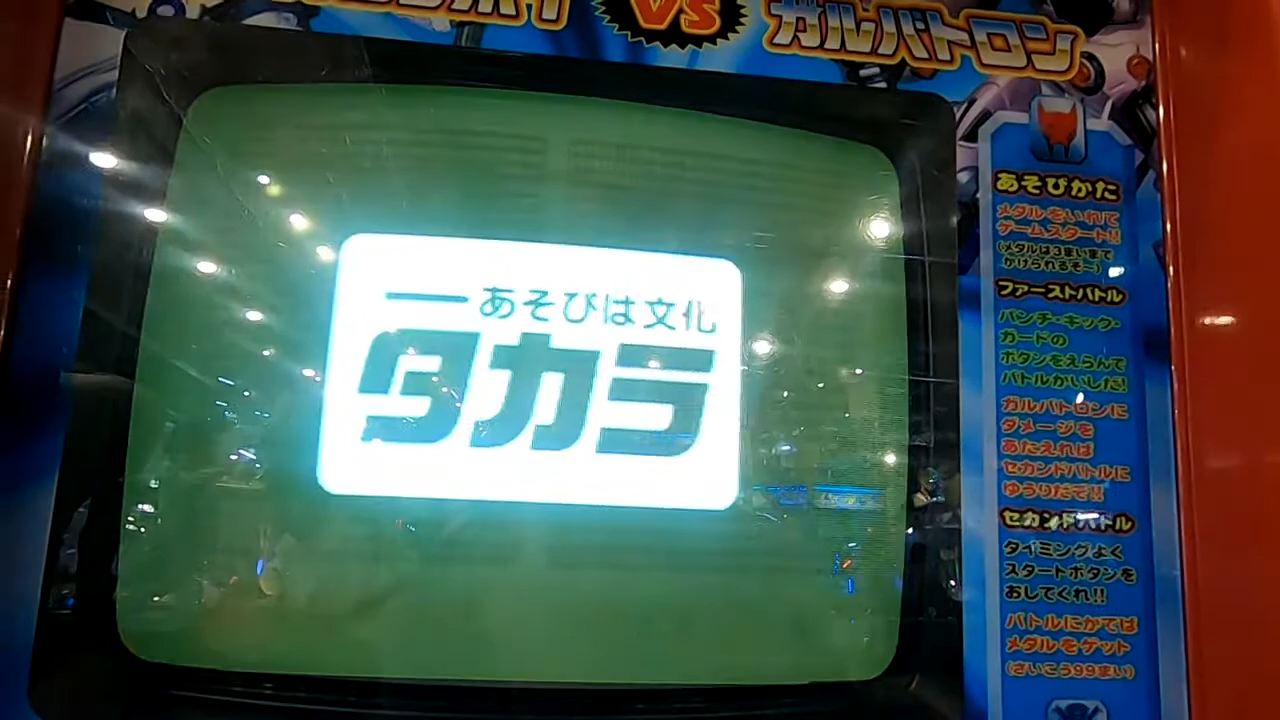 VS
ガルバトロン
━あそびは文化
タカラ
あそびかた
メダルをいれて
ゲームスタート!!
(メダルは3まいまで
かけられるぞ〜)
ファーストバトル
パンチ・キック・
ガードの
ボタンをえらんで
バトルかいしだ!
ガルバトロンに
ダメージを
あたえれば
セカンドバトルに
ゆうりだぞ!!
セカンドバトル
タイミングよく
スタートボタンを
おしてくれ!!
バトルにかてば
メダルをゲット
(さいこう99まい)